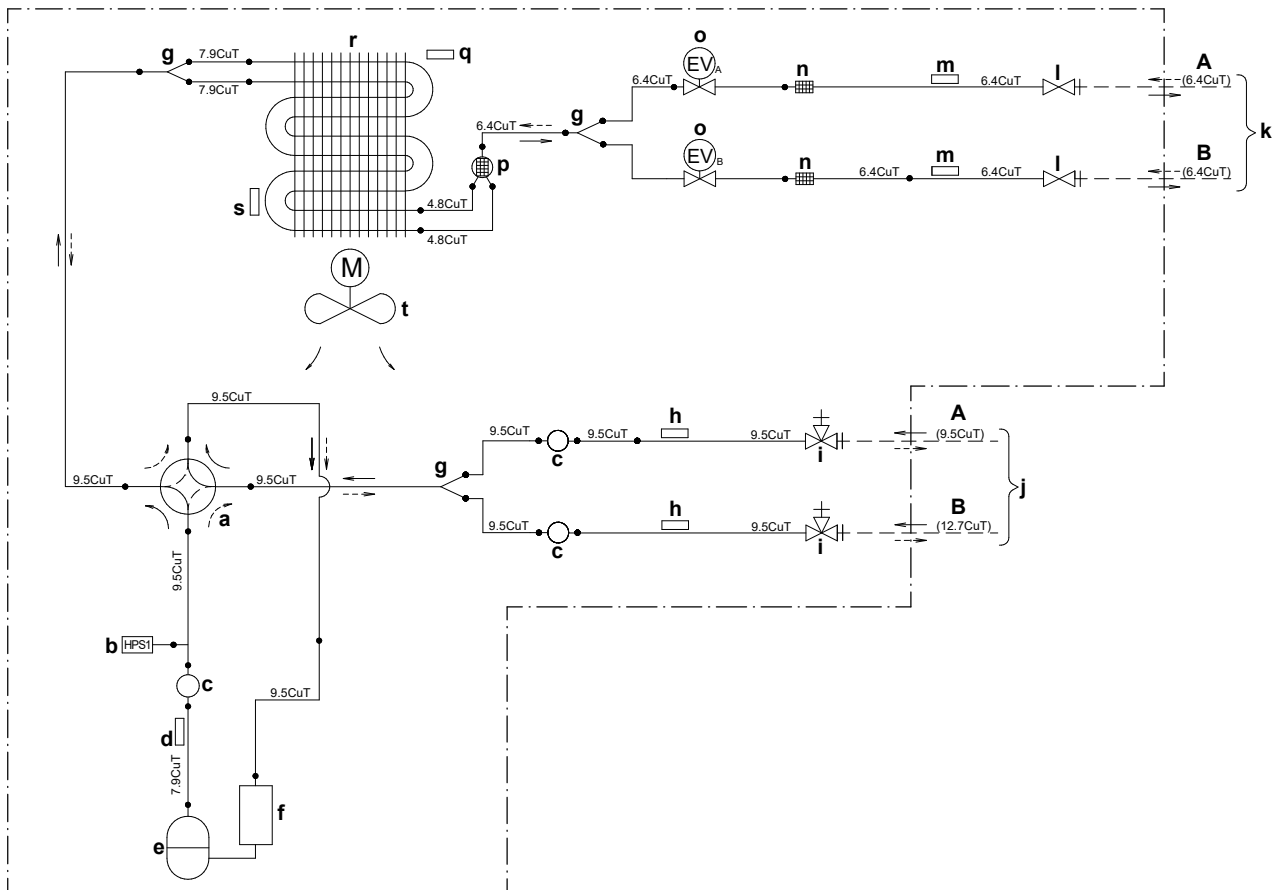 r
q
g
7.9CuT
7.9CuT
o
EVA
6.4CuT
n
m
6.4CuT
l
A
(6.4CuT)
k
6.4CuT
g
p
o
EVB
n
6.4CuT
m
6.4CuT
l
B
(6.4CuT)
s
4.8CuT
4.8CuT
M
t
9.5CuT
9.5CuT
a
9.5CuT
g
9.5CuT
c
9.5CuT
h
9.5CuT
i
A
(9.5CuT)
j
9.5CuT
c
h
9.5CuT
i
B
(12.7CuT)
9.5CuT
b
HPS1
c
9.5CuT
d
7.9CuT
f
e